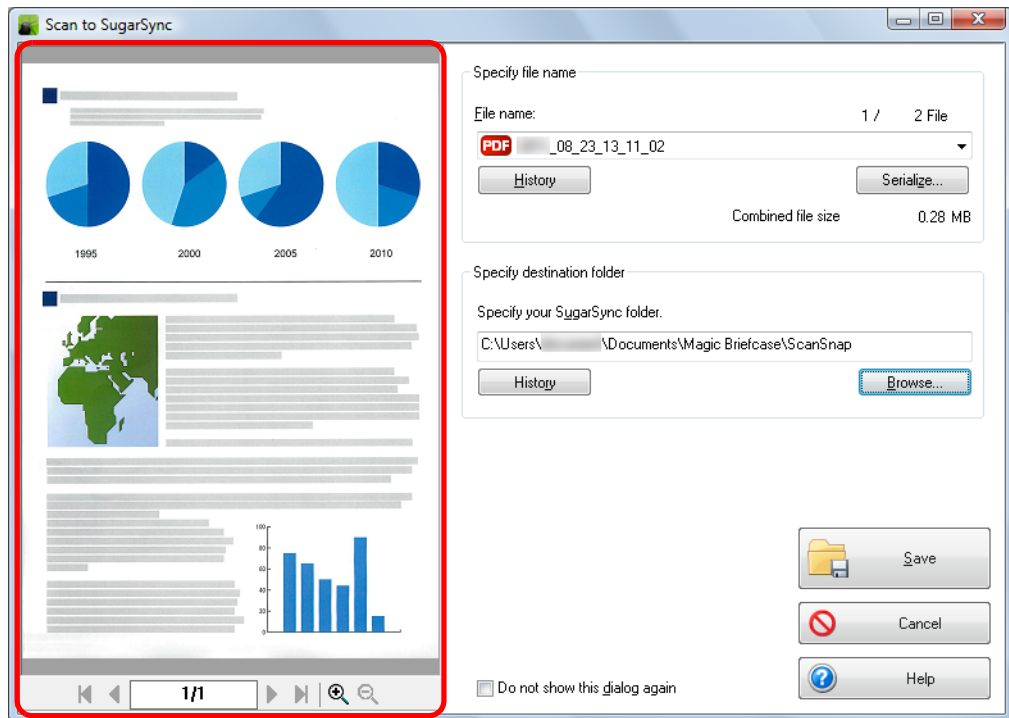 Scan to SugarSync
Specify file name
File name:
1 / 2 File
PDF _08_23_13_11_02
History
Serialize...
Combined file size 0.28 MB
1995 2000 2005 2010
Specify destination folder
Specify your SugarSync folder.
C:\Users\ \Documents\Magic Briefcase\ScanSnap
History
Browse...
100
80
60
40
20
0
Save
Cancel
Help
1/1
Do not show this dialog again